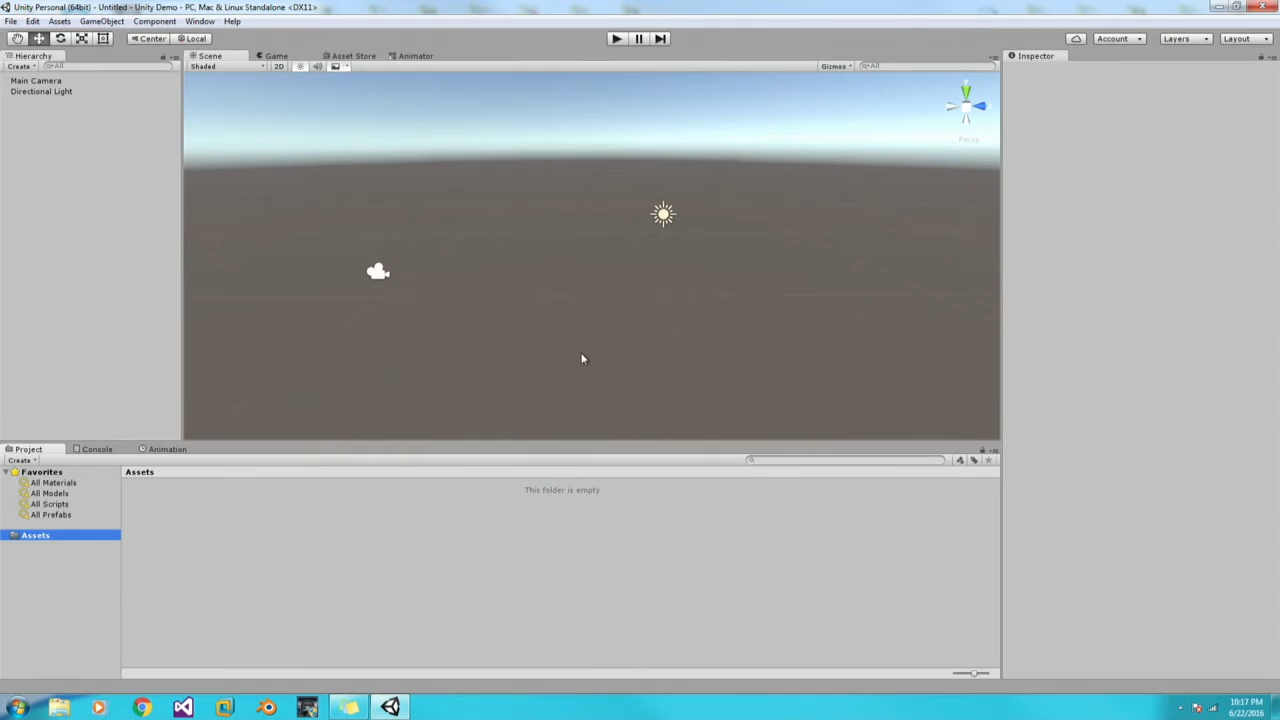 Unity Personal (64bit) - Untitled - Unity Demo - PC, Mac & Linux Standalone <DX11>
File Edit Assets GameObject Component Window Help
Center Local Account Layers Layout
Hierarchy Scene Game Asset Store Animator Inspector
Create All Shaded 2D Gizmos All
Main Camera
Directional Light
Persp
Project Console Animation
Create
Favorites Assets
All Materials
This folder is empty
All Models
All Scripts
All Prefabs
Assets
10:17 PM
6/22/2016